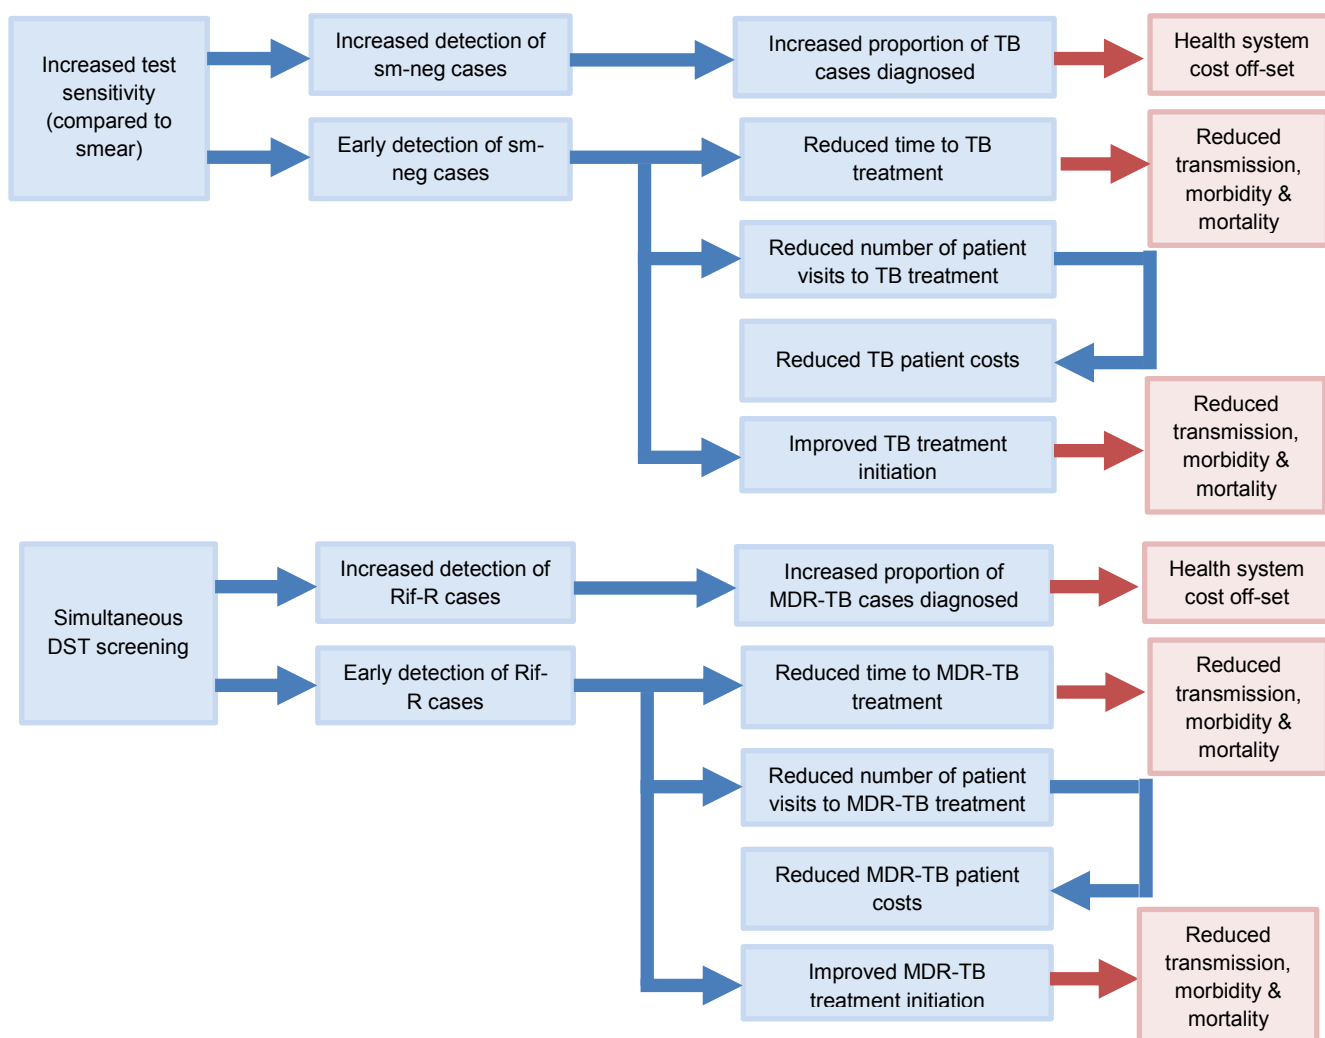 Increased test
sensitivity
(compared to
smear)
Increased detection of
sm-neg cases
Increased proportion of TB
cases diagnosed
Health system
cost off-set
Early detection of sm-
neg cases
Reduced time to TB
treatment
Reduced
transmission,
morbidity &
mortality
Reduced number of patient
visits to TB treatment
Reduced TB patient costs
Improved TB treatment
initiation
Reduced
transmission,
morbidity &
mortality
Simultaneous
DST screening
Increased detection of
Rif-R cases
Increased proportion of
MDR-TB cases diagnosed
Health system
cost off-set
Early detection of Rif-
R cases
Reduced time to MDR-TB
treatment
Reduced
transmission,
morbidity &
mortality
Reduced number of patient
visits to MDR-TB treatment
Reduced MDR-TB patient
costs
Improved MDR-TB
treatment initiation
Reduced
transmission,
morbidity &
mortality